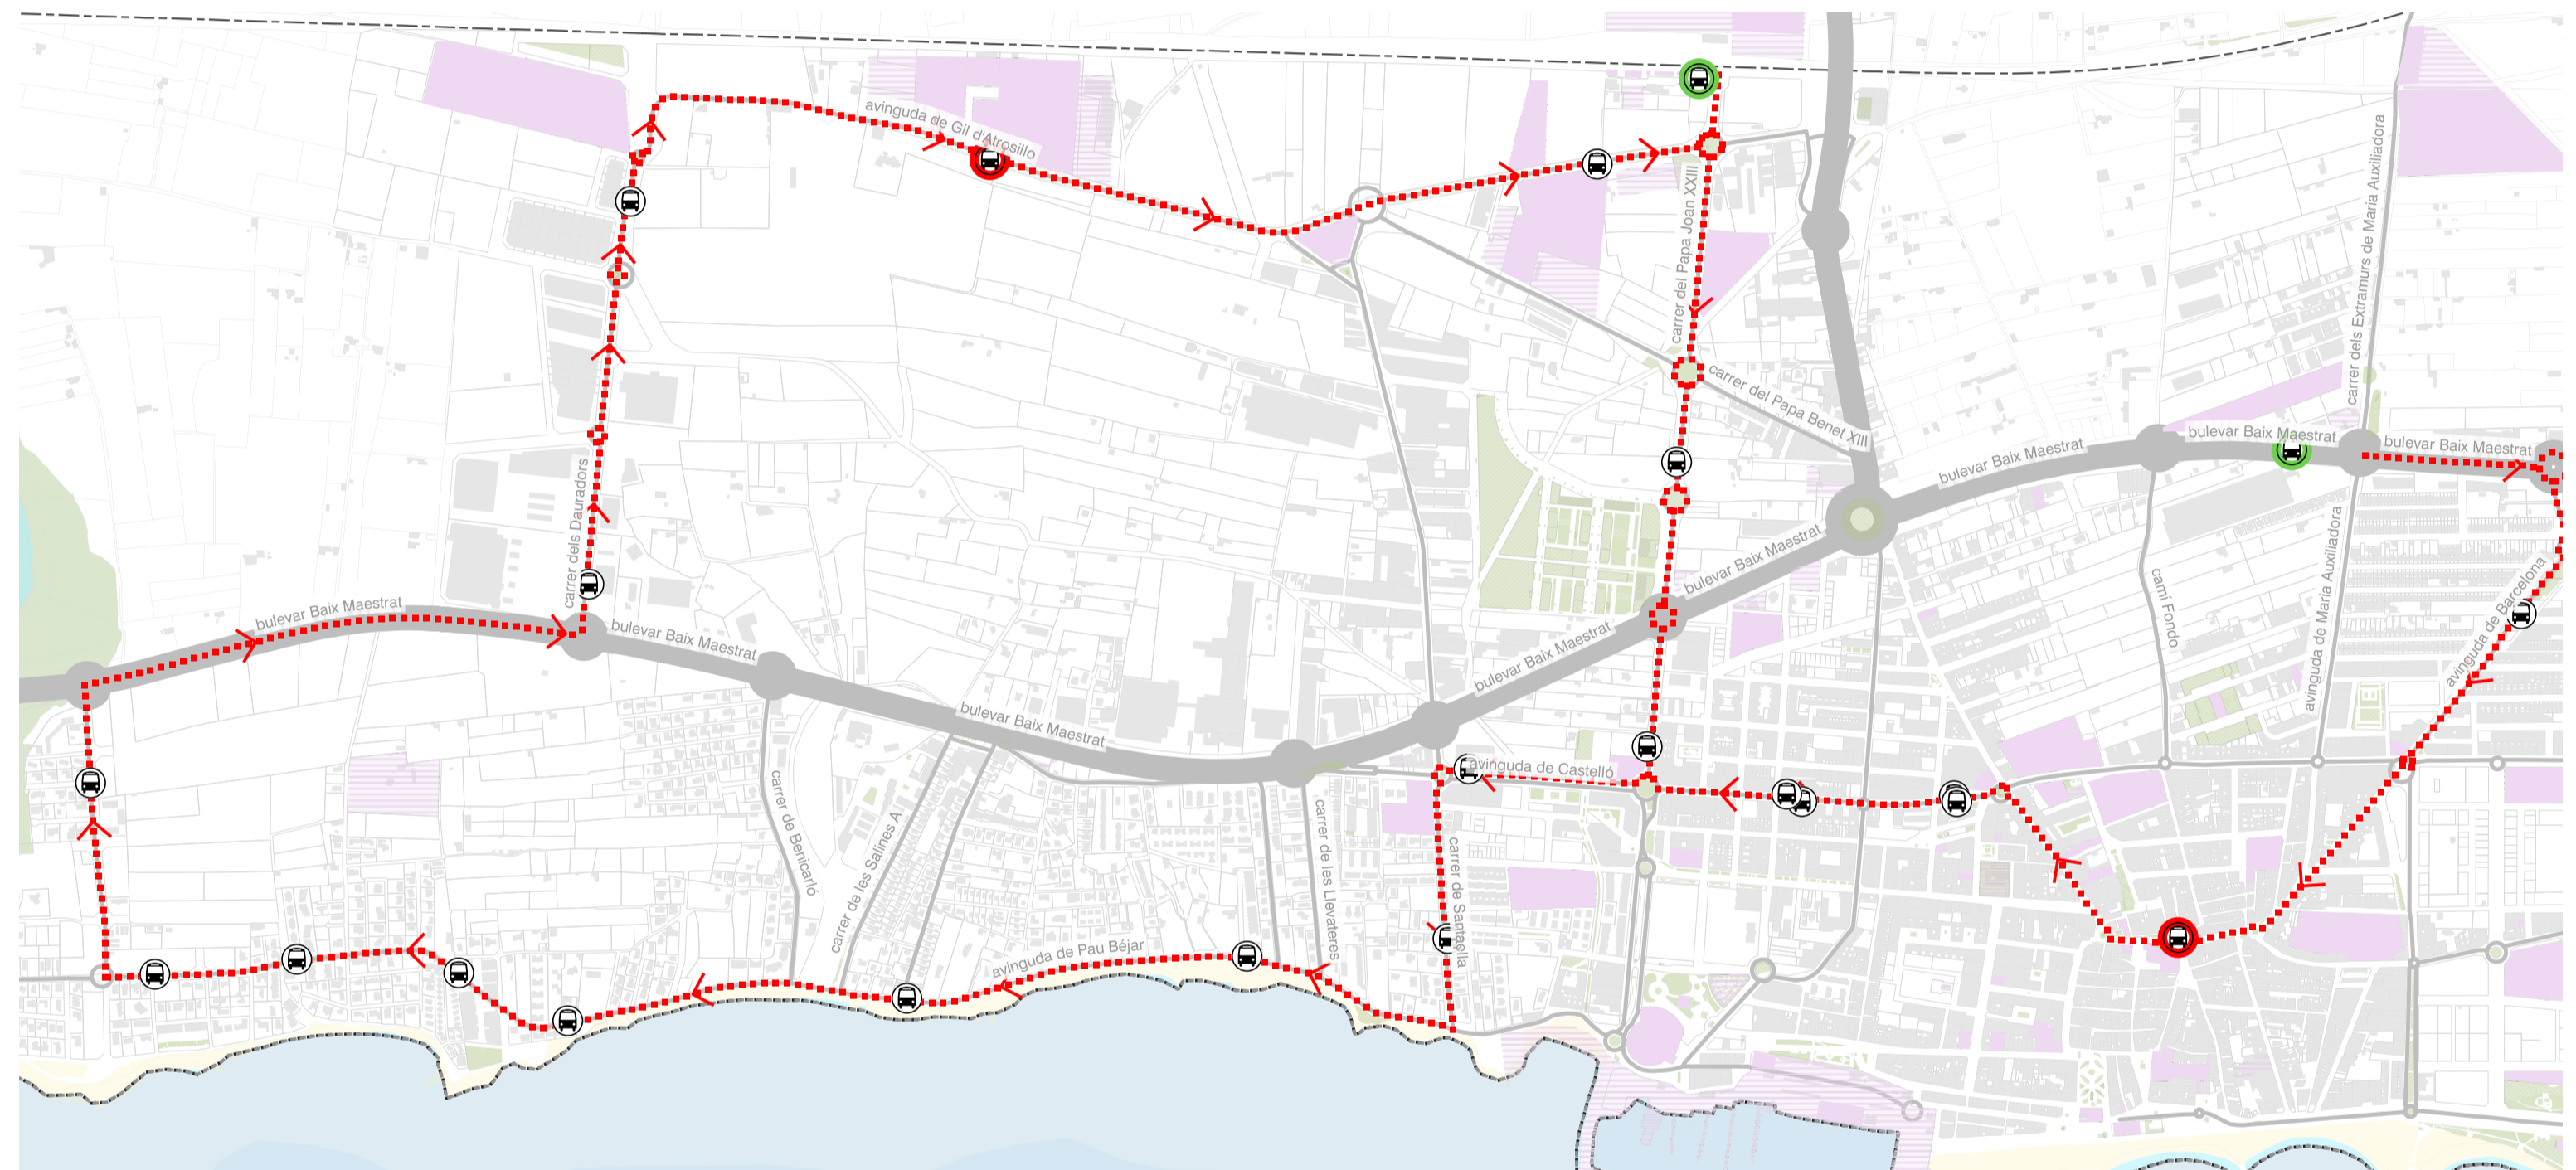 avinguda de Gil d'Atrosillo
carrer dels Extramurs de Maria Auxiliadora
carrer del Papa Joan XXIII
carrer del Papa Benet XIII
bulevar Baix Maestrat
bulevar Baix Maestrat
bulevar Baix Maestrat
bulevar Baix Maestrat
carrer dels Dauradors
avinguda de Maria Auxiliadora
camí Fondo
avinguda de Barcelona
bulevar Baix Maestrat
bulevar Baix Maestrat
bulevar Baix Maestrat
bulevar Baix Maestrat
avinguda de Castelló
carrer de Benicarló
carrer de les Salines A
carrer de les Llevateres
carrer de Santaella
avinguda de Pau Béjar